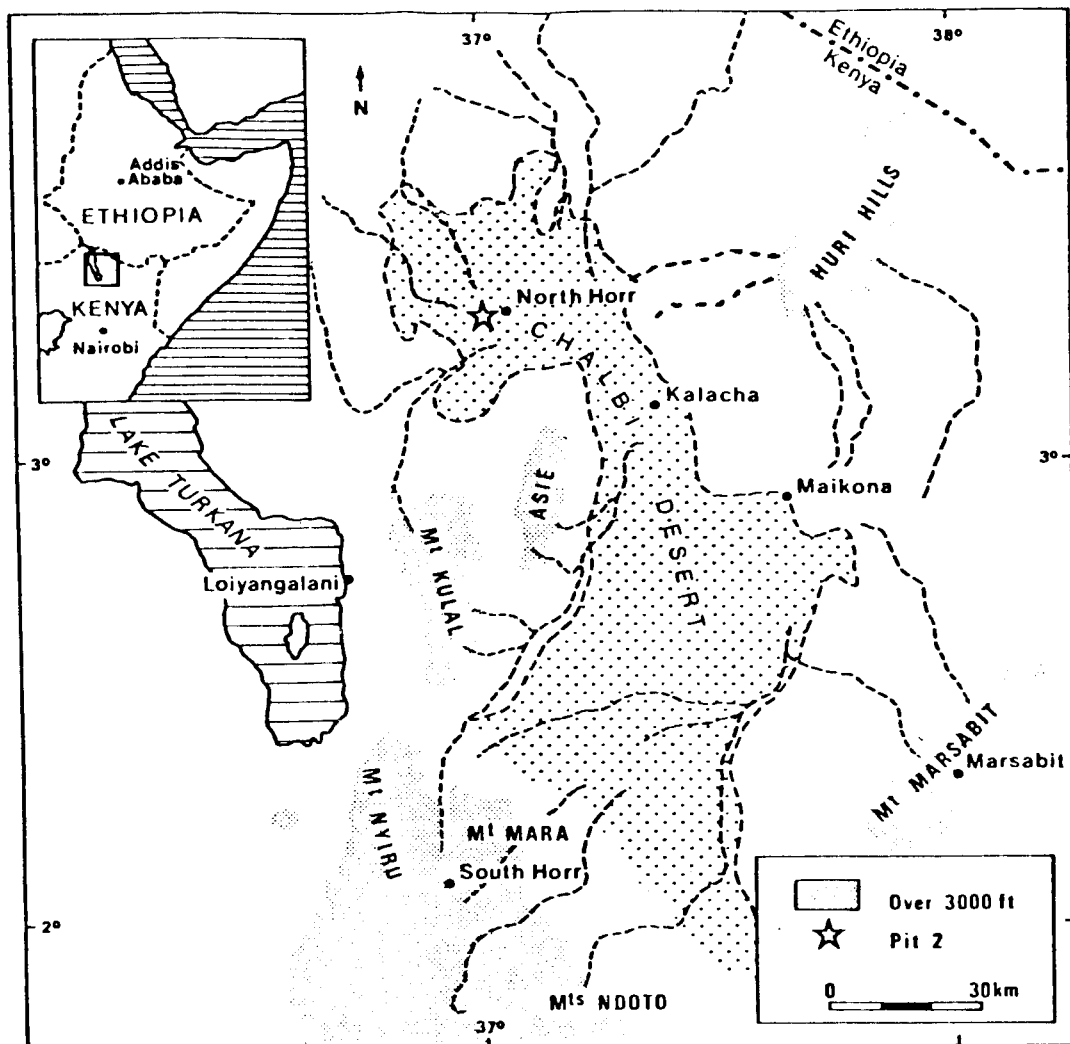 37°
38°
Ethiopia
Kenya
N
Addis
Ababa
ETHIOPIA
KENYA
Nairobi
HURI HILLS
North Horr
CHALBI DESERT
Kalacha
3°
3°
LAKE TURKANA
ASIE
Maikona
Mt KULAL
Loiyangalani
Mt MARSABIT
Marsabit
Mt NYIRU
Mt MARA
South Horr
2°
Over 3000 ft
Pit 2
0 30km
Mts NDOTO
37°